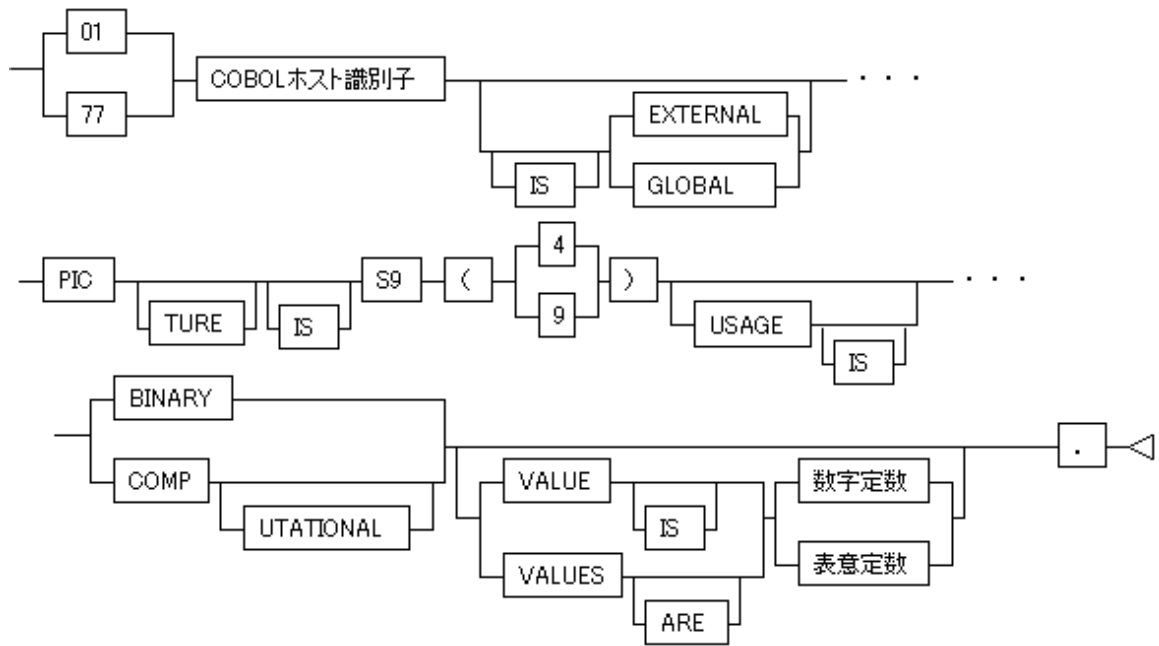 01
77
COBOLホスト識別子
・・・
EXTERNAL
IS
GLOBAL
PIC
TURE
IS
S9
(
4
9
)
USAGE
IS
・・・
BINARY
COMP
UTATIONAL
VALUE
IS
VALUES
ARE
数字定数
表意定数
.